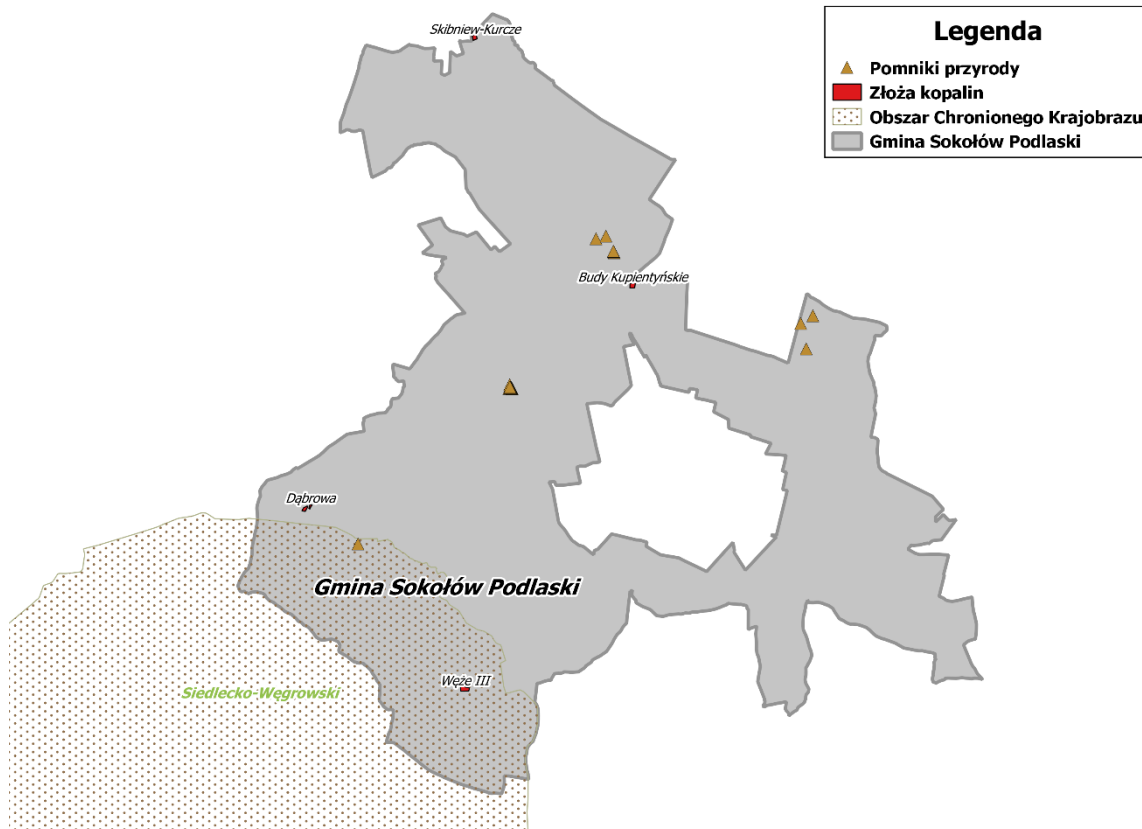 Skibniew-Kurcze
Legenda
Pomniki przyrody
Złoża kopalin
Obszar Chronionego Krajobrazu
Gmina Sokołów Podlaski
Budy Kupientyńskie
Dąbrowa
Gmina Sokołów Podlaski
Węże III
Siedlecko-Węgrowski